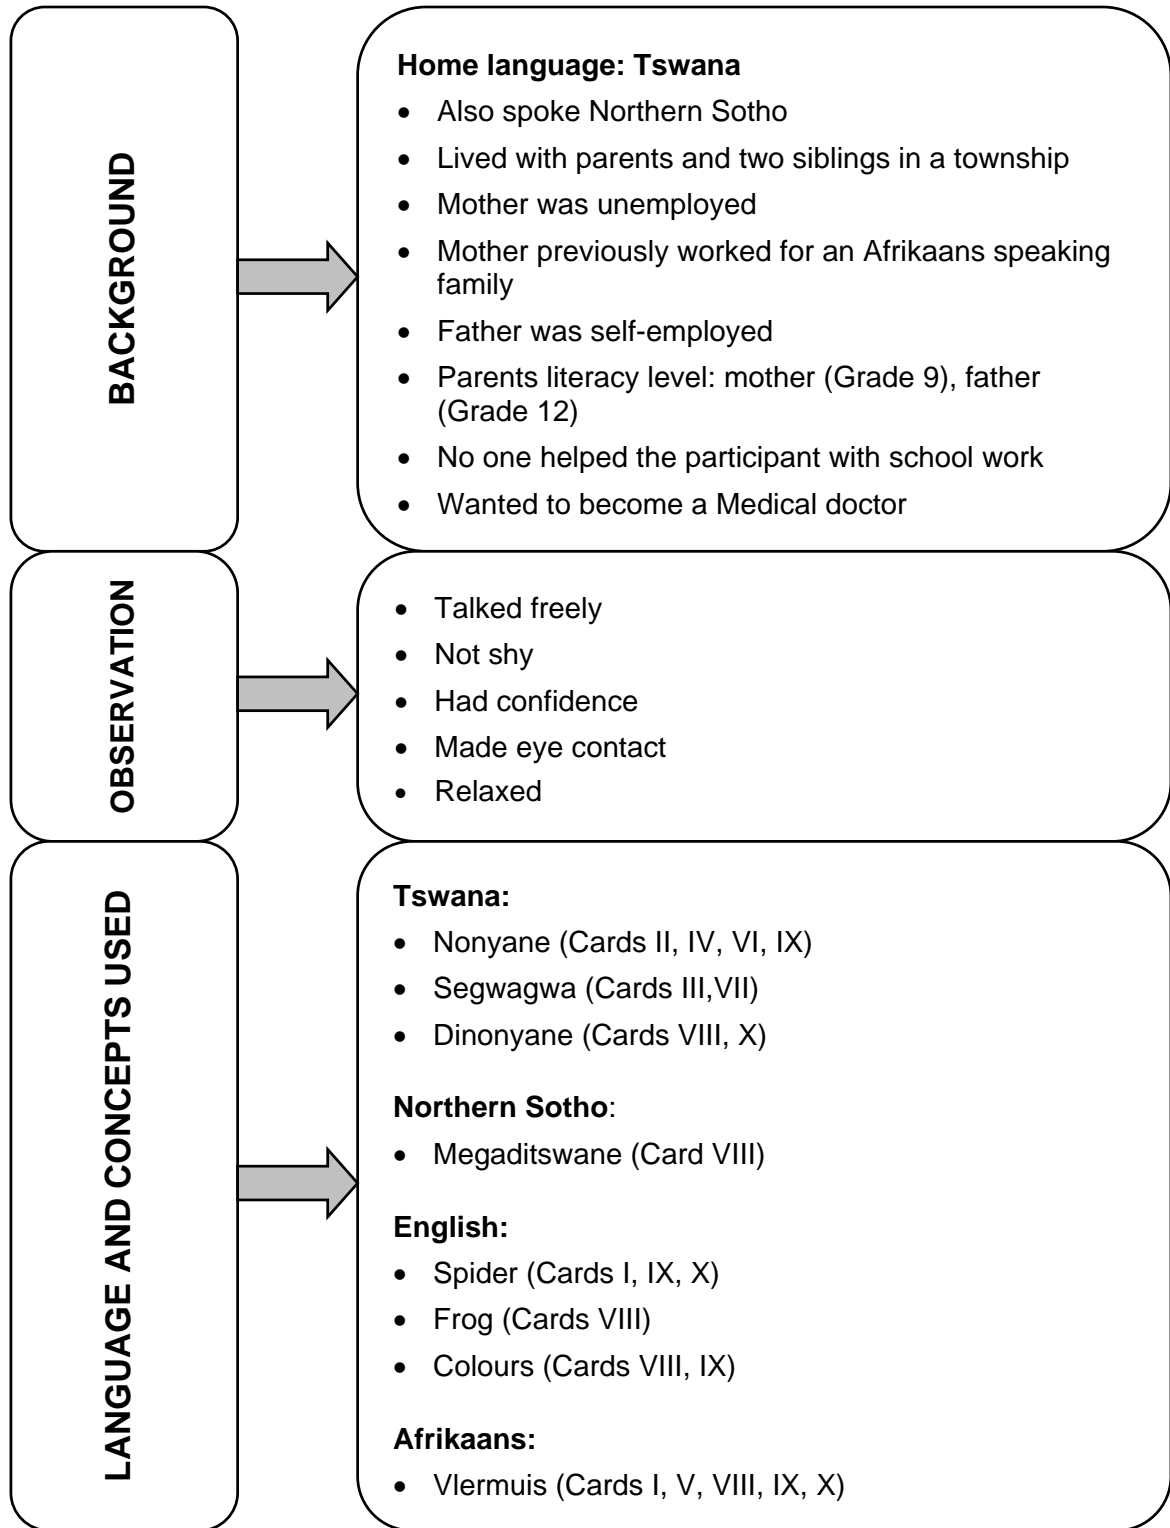 BACKGROUND
Home language: Tswana
• Also spoke Northern Sotho
• Lived with parents and two siblings in a township
• Mother was unemployed
• Mother previously worked for an Afrikaans speaking
family
• Father was self-employed
• Parents literacy level: mother (Grade 9), father
(Grade 12)
• No one helped the participant with school work
• Wanted to become a Medical doctor
OBSERVATION
• Talked freely
• Not shy
• Had confidence
• Made eye contact
• Relaxed
LANGUAGE AND CONCEPTS USED
Tswana:
• Nonyane (Cards II, IV, VI, IX)
• Segwagwa (Cards III,VII)
• Dinonyane (Cards VIII, X)
Northern Sotho:
• Megaditswane (Card VIII)
English:
• Spider (Cards I, IX, X)
• Frog (Cards VIII)
• Colours (Cards VIII, IX)
Afrikaans:
• Vlermuis (Cards I, V, VIII, IX, X)